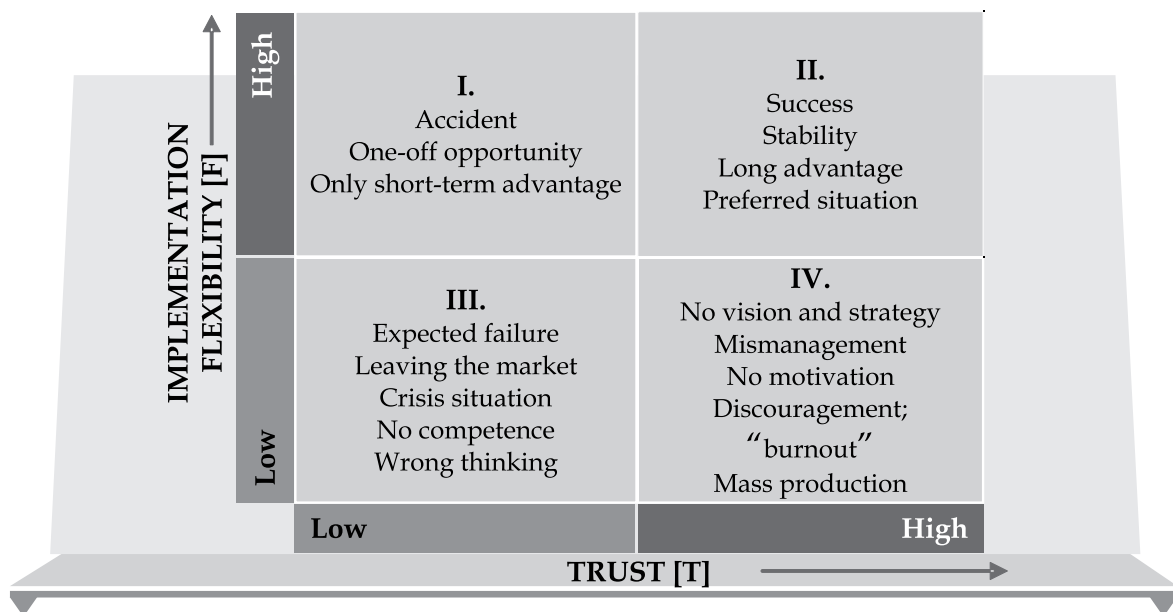 IMPLEMENTATION
FLEXIBILITY [F]
High
I.
Accident
One-off opportunity
Only short-term advantage
II.
Success
Stability
Long advantage
Preferred situation
Low
III.
Expected failure
Leaving the market
Crisis situation
No competence
Wrong thinking
IV.
No vision and strategy
Mismanagement
No motivation
Discouragement;
“burnout”
Mass production
Low
High
TRUST [T]